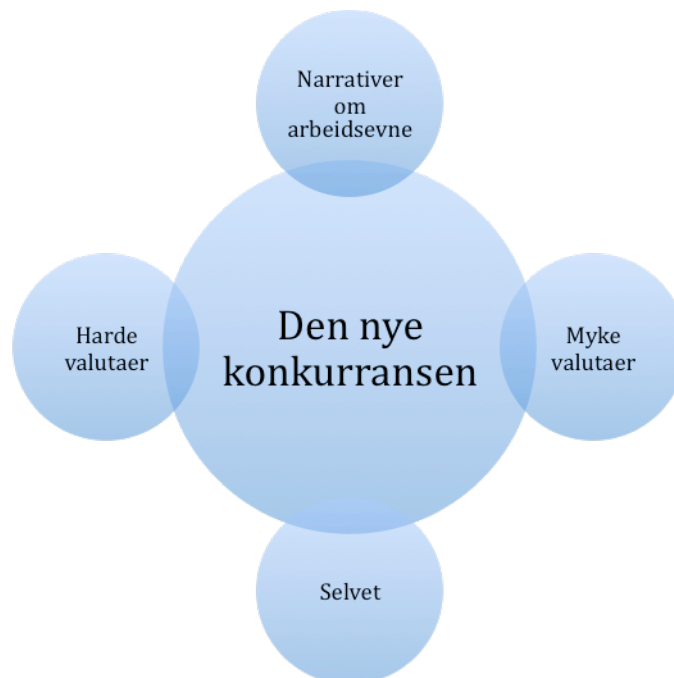 Narrativer
om
arbeidsevne
Den nye
konkurransen
Harde
valutaer
Myke
valutaer
Selvet